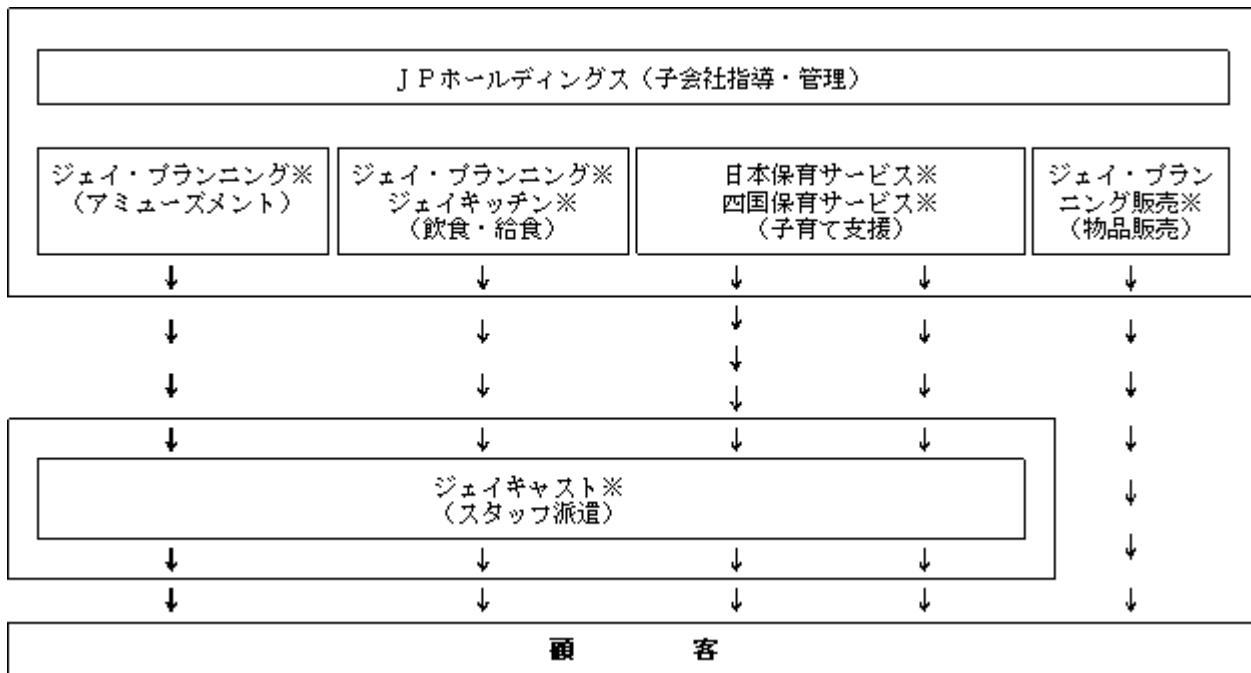 ＪＰホールディングス（子会社指導・管理）
ジェイ・プランニング※
（アミューズメント）
ジェイ・プランニング※
ジェイキッチン※
（飲食・給食）
日本保育サービス※
四国保育サービス※
（子育て支援）
ジェイ・プラン
ニング販売※
（物品販売）
ジェイキャスト※
（スタッフ派遣）
顧　　　　客